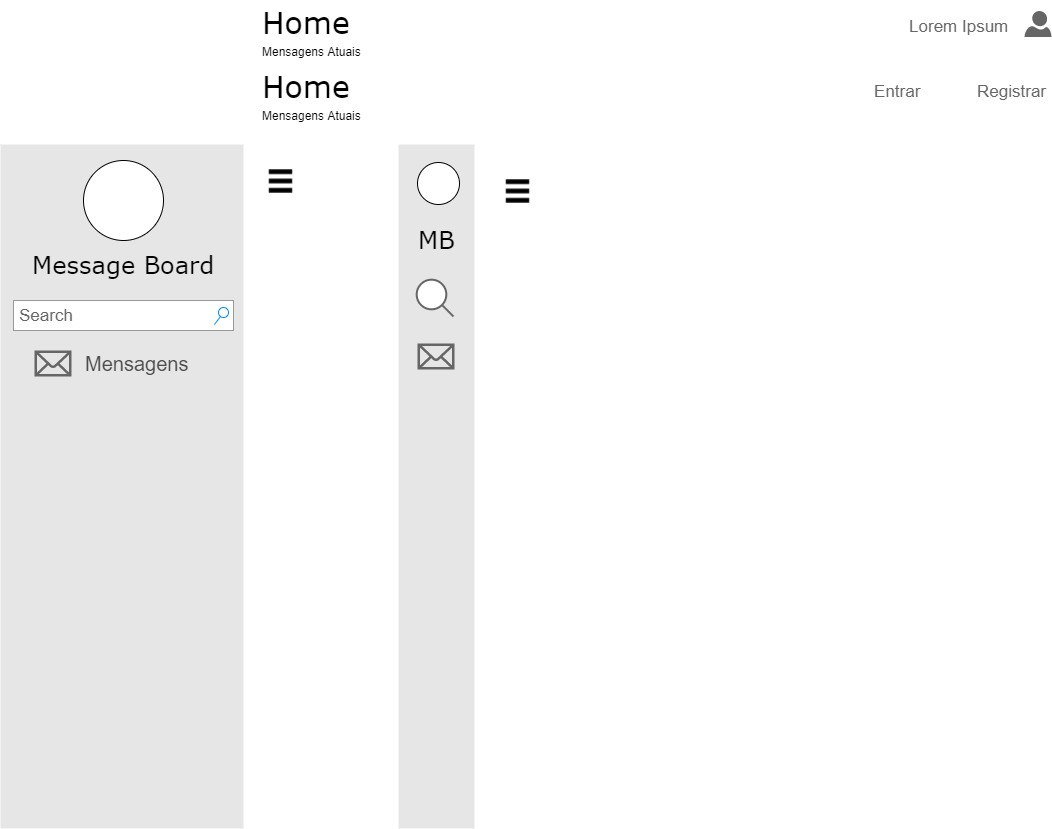 Home
Mensagens Atuais
Lorem Ipsum
Home
Mensagens Atuais
Entrar
Registrar
Message Board
Search
Mensagens
MB